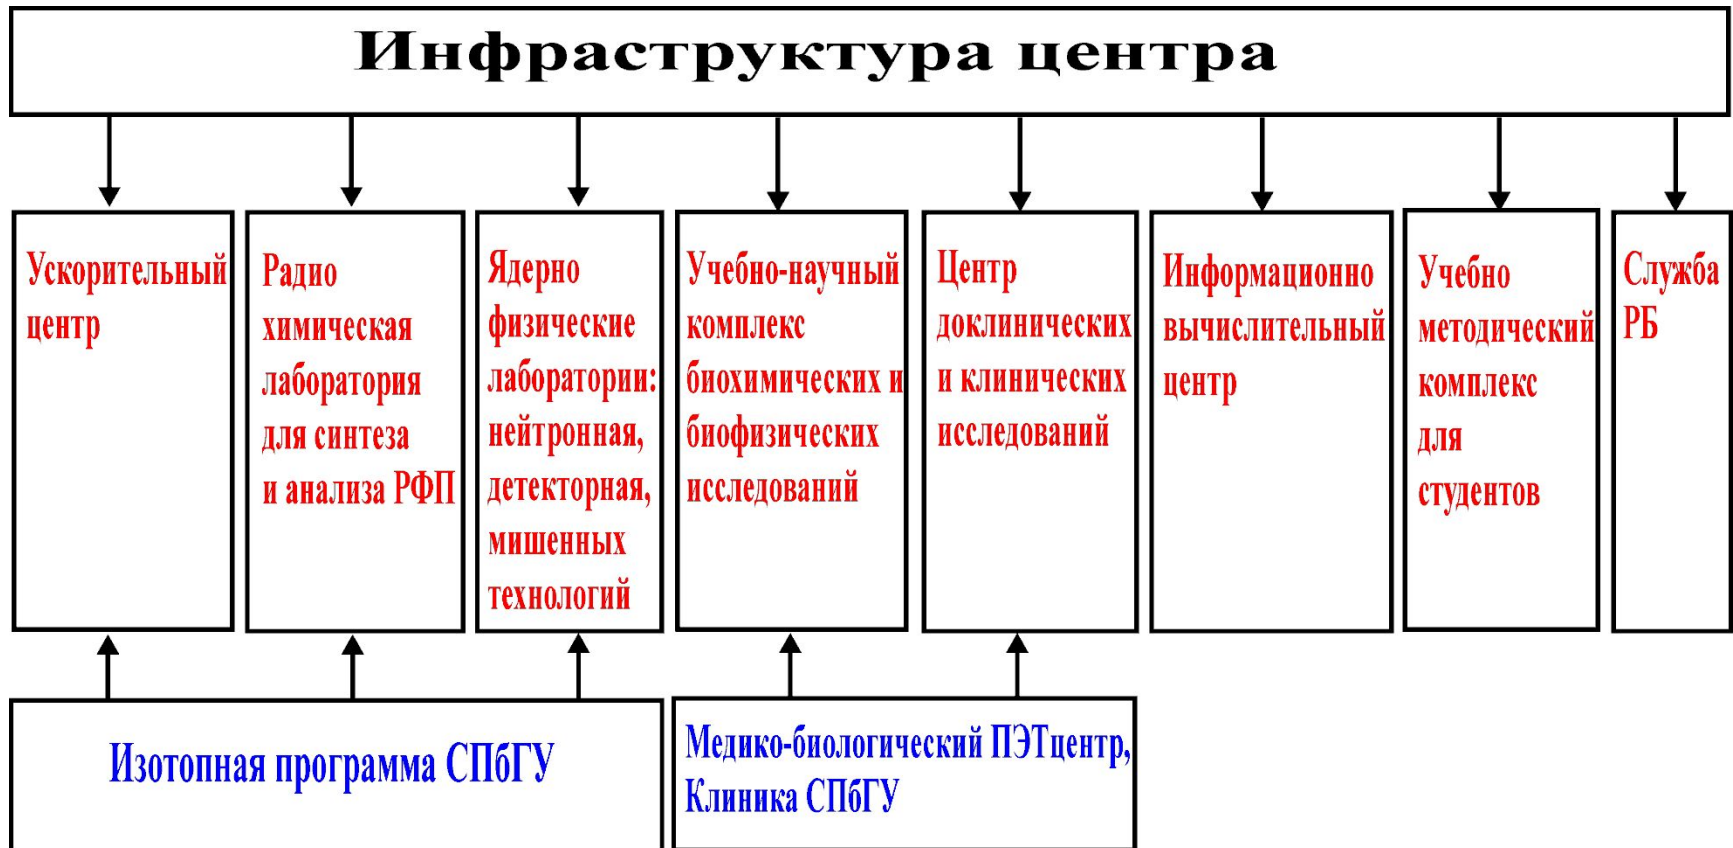 Инфраструктура центра
Ускорительный
центр
Радио
химическая
лаборатория
для синтеза
и анализа РФП
Ядерно
физические
лаборатории:
нейтронная,
детекторная,
мишенных
технологий
Учебно-научный
комплекс
биохимических и
биофизических
исследований
Центр
доклинических
и клинических
исследований
Информационно
вычислительный
центр
Учебно
методический
комплекс
для
студентов
Служба
РБ
Изотопная программа СПбГУ
Медико-биологический ПЭТцентр,
Клиника СПбГУ